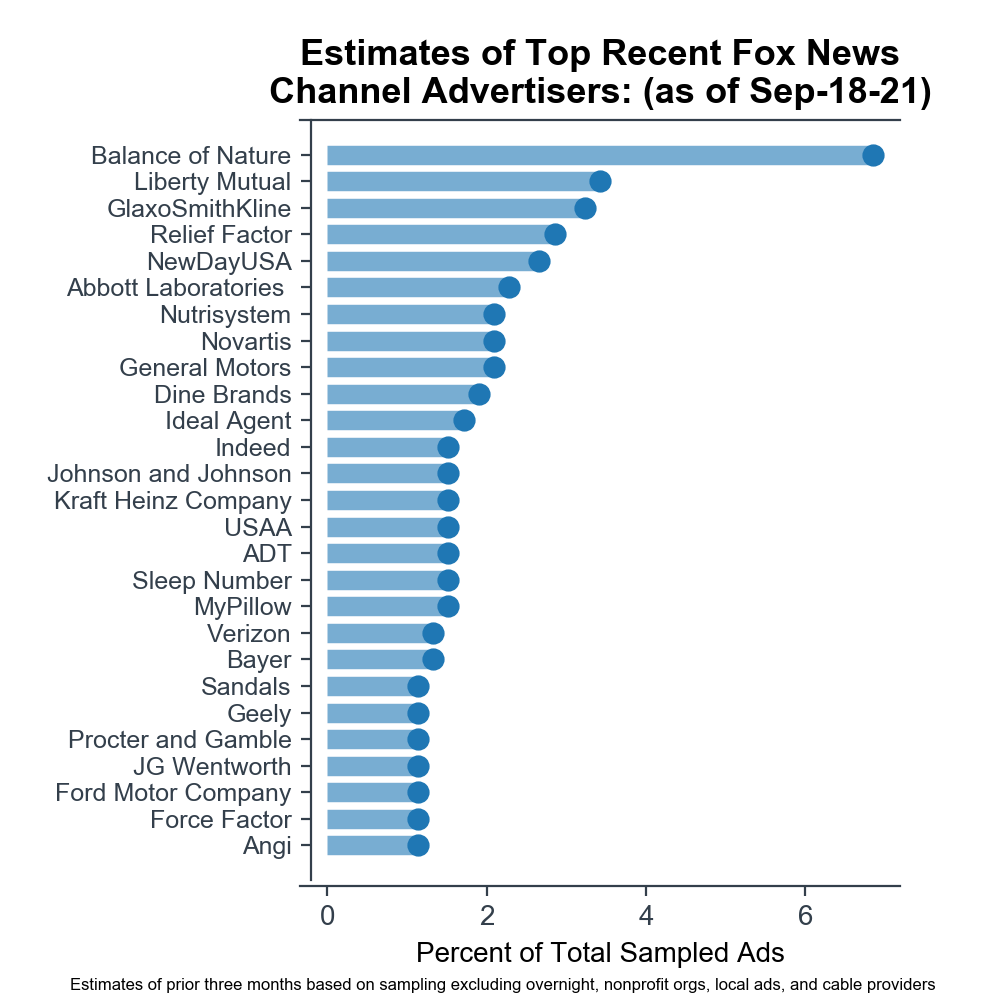 Estimates of Top Recent Fox News
Channel Advertisers: (as of Sep-18-21)
Balance of Nature
Liberty Mutual
GlaxoSmithKline
Relief Factor
NewDayUSA
Abbott Laboratories
Nutrisystem
Novartis
General Motors
Dine Brands
Ideal Agent
Indeed
Johnson and Johnson
Kraft Heinz Company
USAA
ADT
Sleep Number
MyPillow
Verizon
Bayer
Sandals
Geely
Procter and Gamble
JG Wentworth
Ford Motor Company
Force Factor
Angi
0 2 4 6
Percent of Total Sampled Ads
Estimates of prior three months based on sampling excluding overnight, nonprofit orgs, local ads, and cable providers